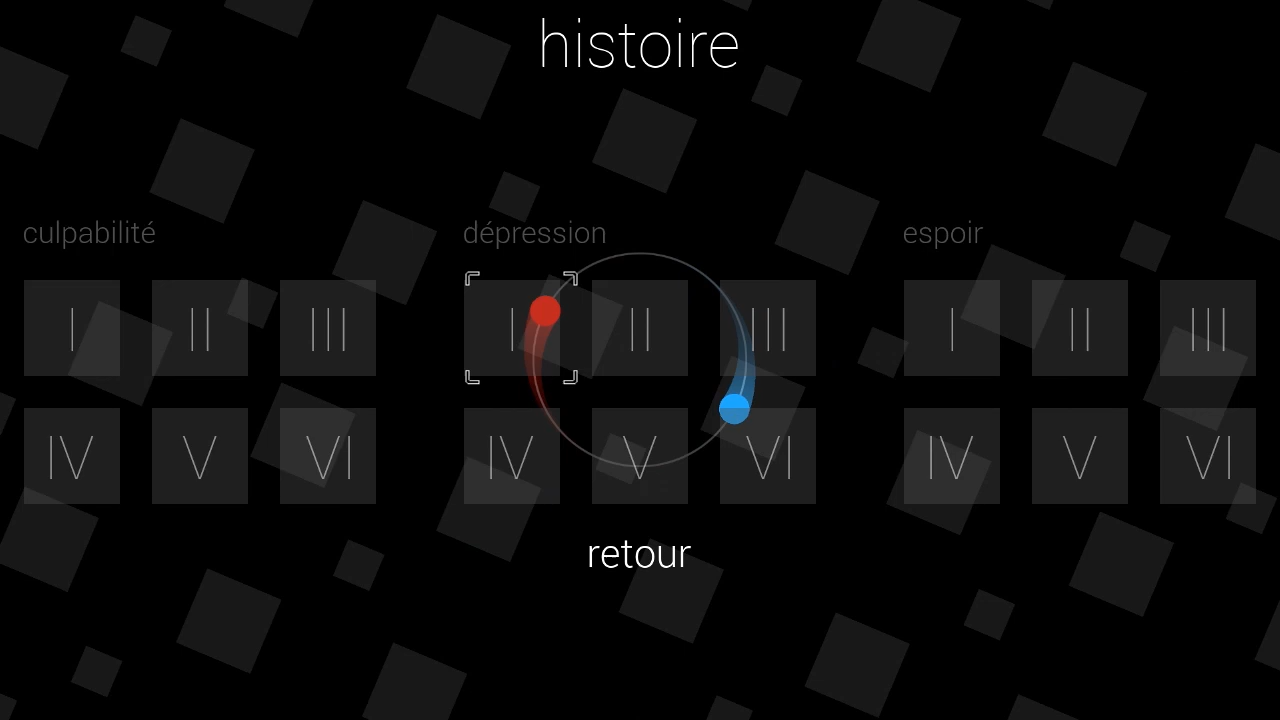 histoire
culpabilité
I II III
IV V VI
dépression
I II III
IV V VI
espoir
I II III
IV V VI
retour